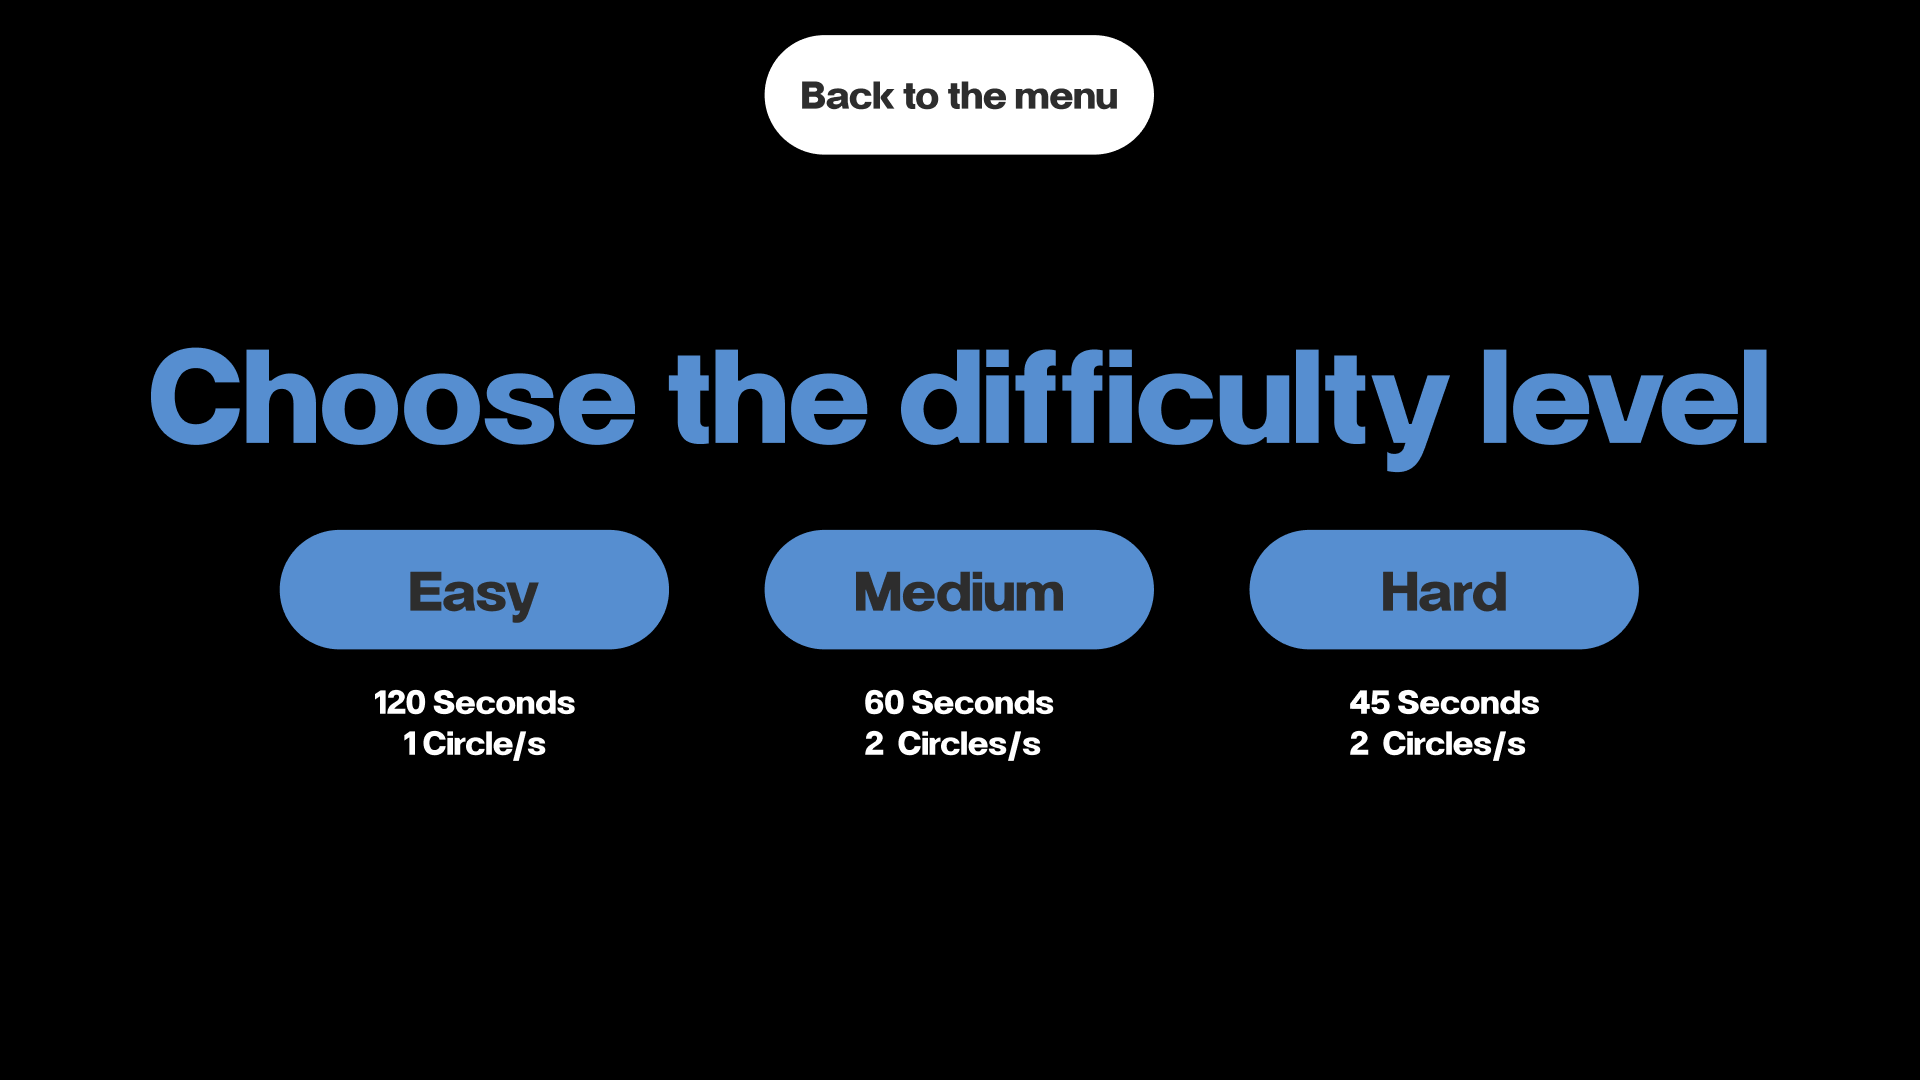 Back to the menu
Choose the difficulty level
Easy
Medium
Hard
120 Seconds
1 Circle/s
60 Seconds
2 Circles/s
45 Seconds
2 Circles/s